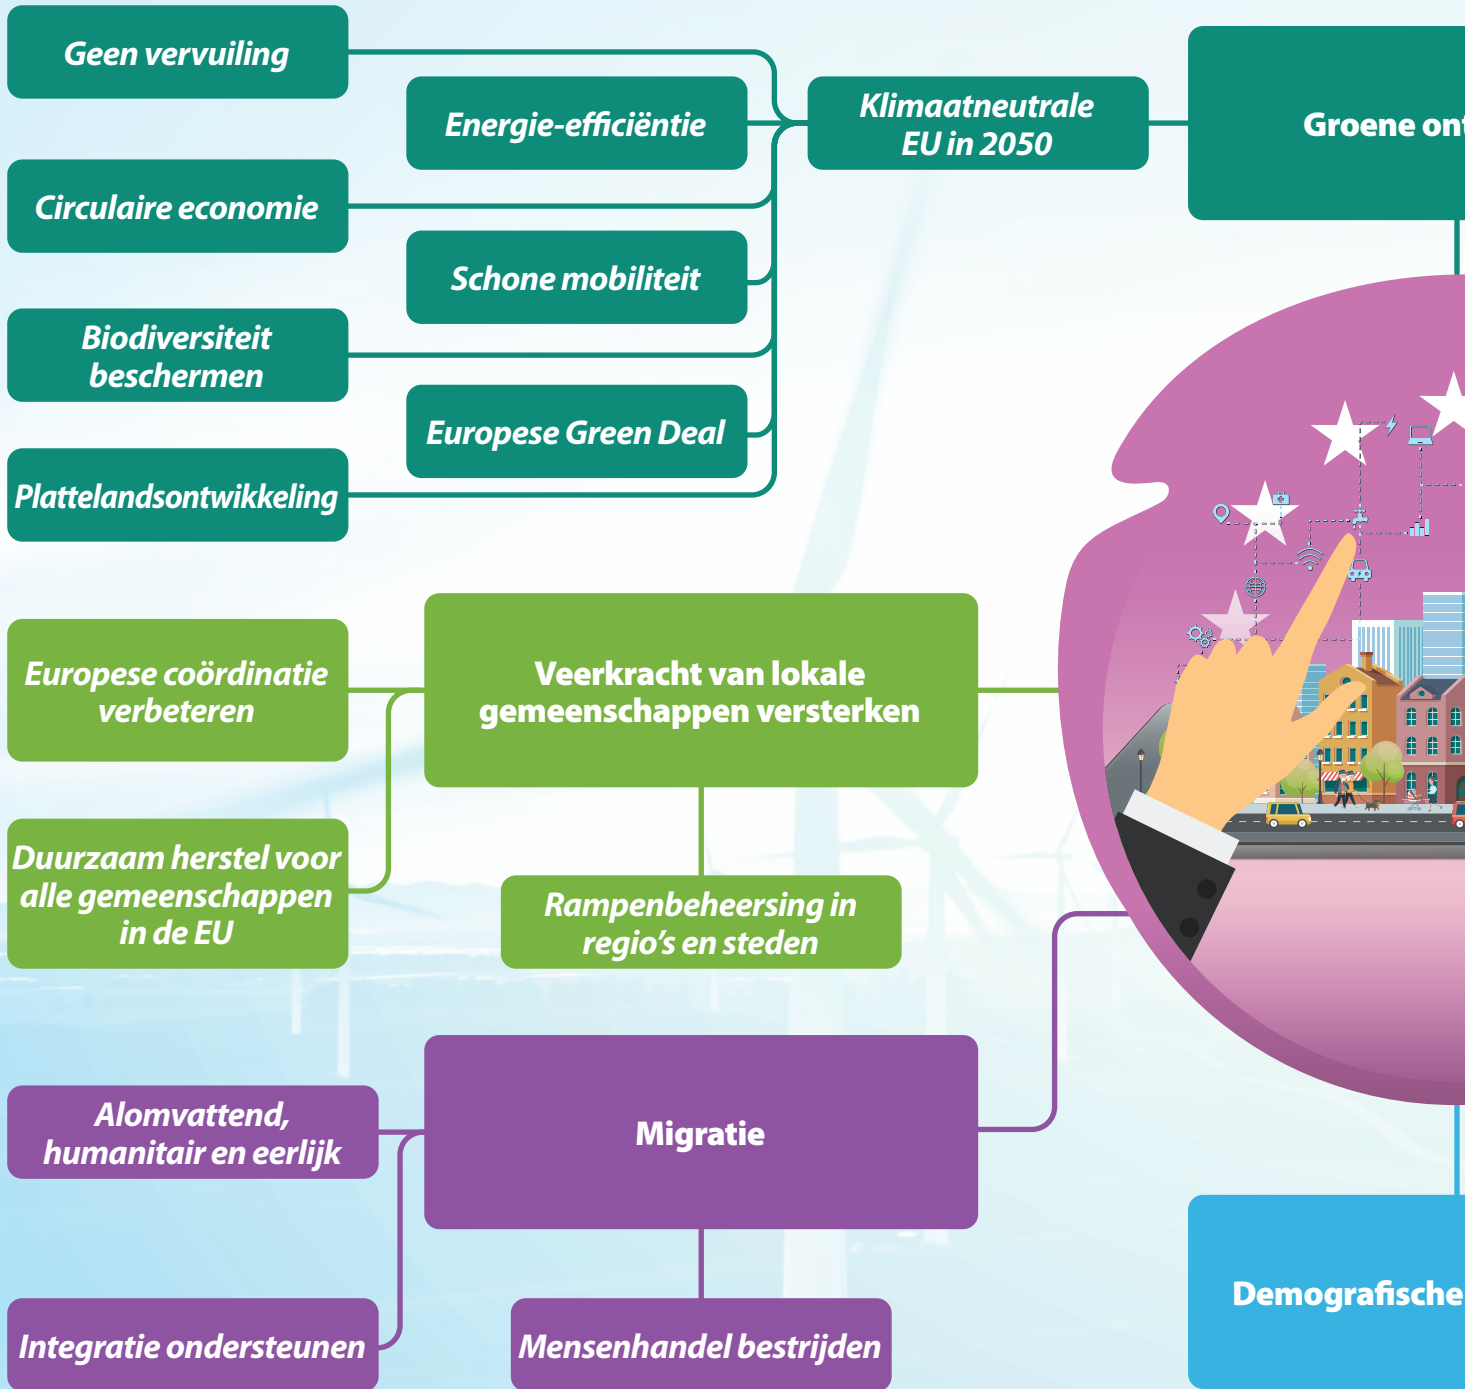 Geen vervuiling
Energie-efficiëntie
Klimaatneutrale
EU in 2050
Groene ont
Circulaire economie
Schone mobiliteit
Biodiversiteit
beschermen
Europese Green Deal
Plattelandsontwikkeling
Europese coördinatie
verbeteren
Veerkracht van lokale
gemeenschappen versterken
Duurzaam herstel voor
alle gemeenschappen
in de EU
Rampenbeheersing in
regio's en steden
Alomvattend,
humanitair en eerlijk
Migratie
Integratie ondersteunen
Mensenhandel bestrijden
Demografische